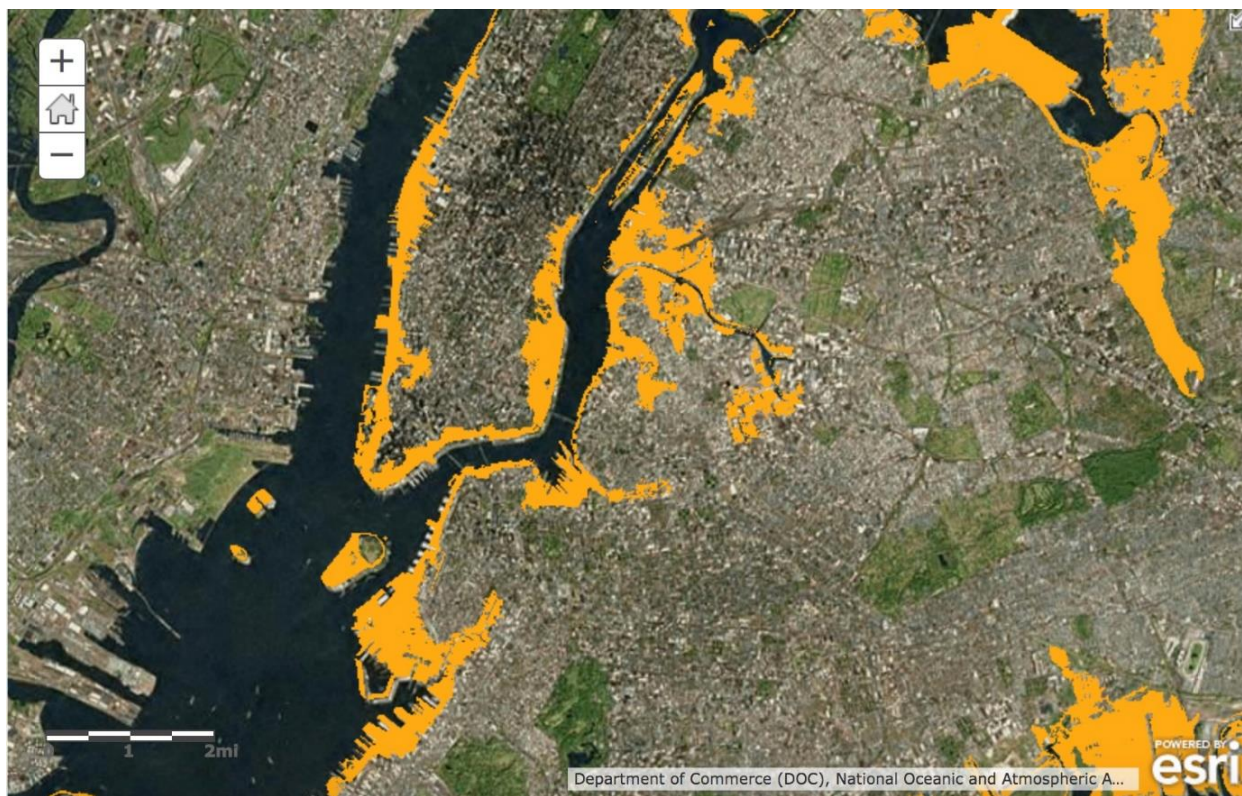 +
−
1
2mi
Department of Commerce (DOC), National Oceanic and Atmospheric A...
POWERED BY
esri